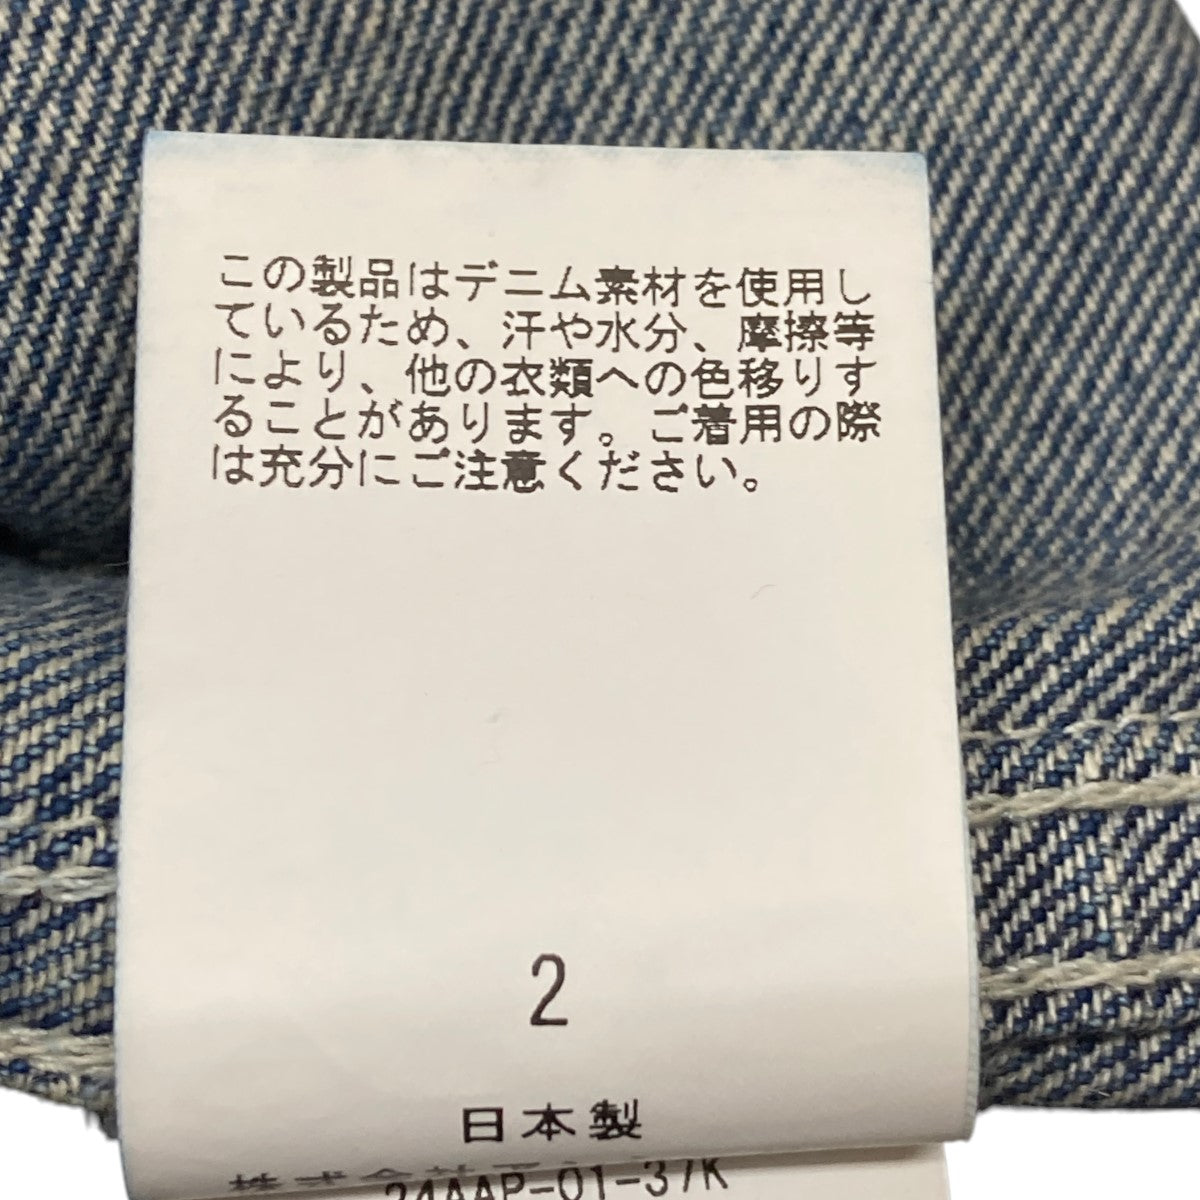 この製品はデニム素材を使用し
ているため、汗や水分、摩擦等
により、他の衣類への色移りす
ることがあります。ご着用の際
は充分にご注意ください。
2
日本製
24AAP-01-37K